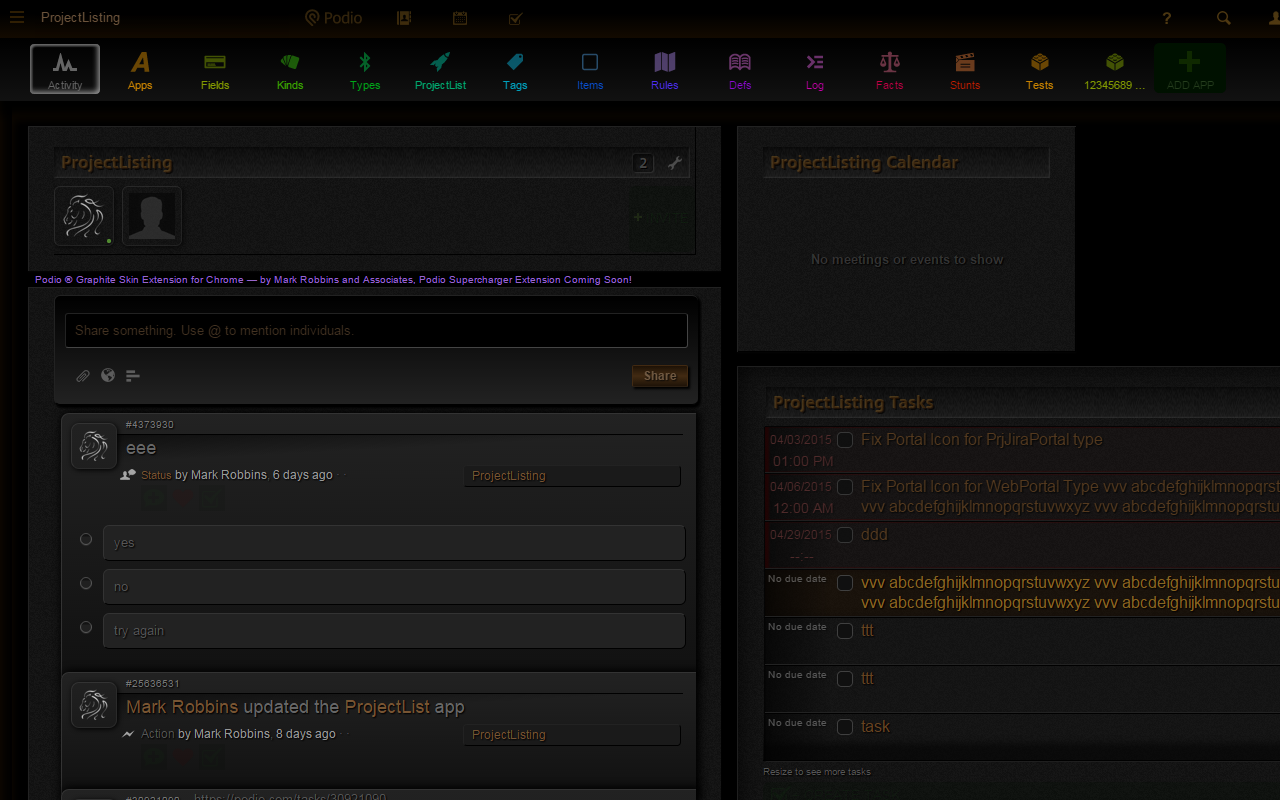 ProjectListing
Podio
?
Activity
Apps
Fields
Kinds
Types
ProjectList
Tags
Items
Rules
Defs
Log
Facts
Stunts
Tests
12345689 ...
ADD APP
ProjectListing
2
Podio ® Graphite Skin Extension for Chrome — by Mark Robbins and Associates, Podio Supercharger Extension Coming Soon!
Share something. Use @ to mention individuals.
Share
#4373930
eee
Status by Mark Robbins, 6 days ago
ProjectListing
yes
no
try again
#25636531
Mark Robbins updated the ProjectList app
Action by Mark Robbins, 8 days ago
ProjectListing
https://podio.com/tasks/30921090
ProjectListing Calendar
No meetings or events to show
ProjectListing Tasks
04/03/2015 Fix Portal Icon for PrjJiraPortal type
01:00 PM
04/06/2015 Fix Portal Icon for WebPortal Type vvv abcdefghijklmnopqrst
12:00 AM vvv abcdefghijklmnopqrstuvwxyz vvv abcdefghijklmnopqrstu
04/29/2015 ddd
--:--
No due date vvv abcdefghijklmnopqrstuvwxyz vvv abcdefghijklmnopqrstu
vvv abcdefghijklmnopqrstuvwxyz vvv abcdefghijklmnopqrstu
No due date ttt
No due date ttt
No due date task
Resize to see more tasks